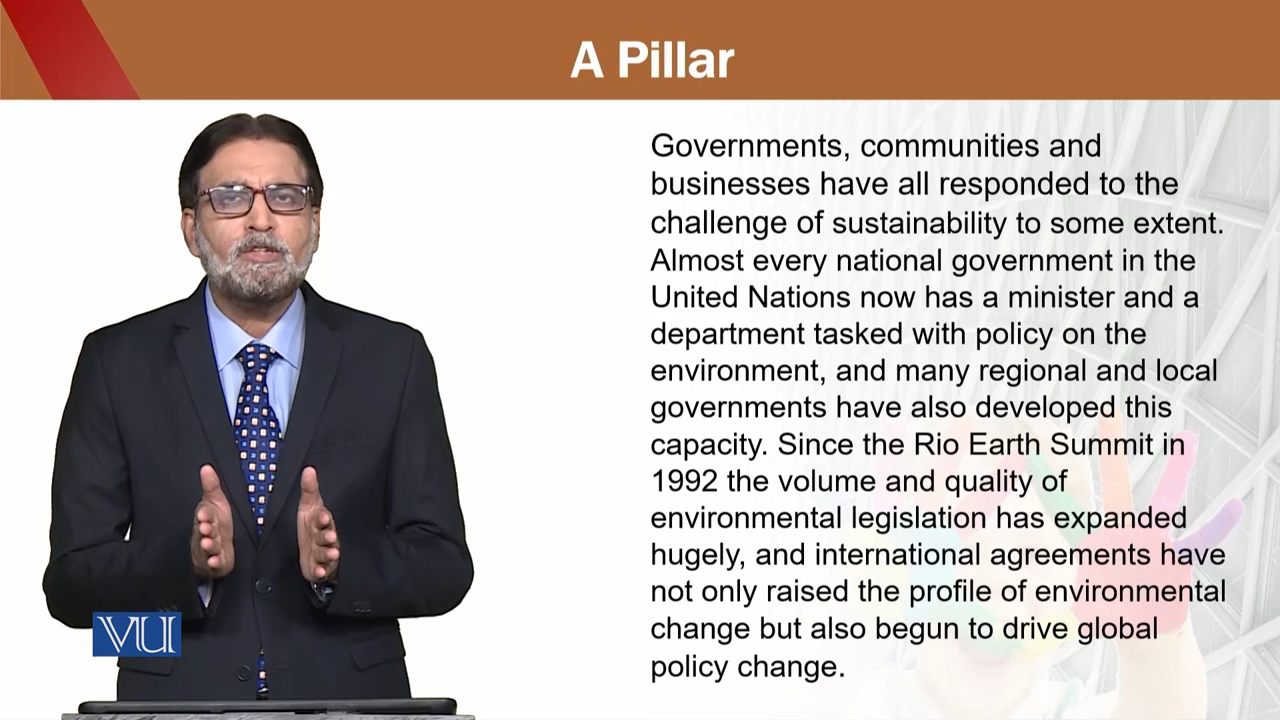 A Pillar
Governments, communities and
businesses have all responded to the
challenge of sustainability to some extent.
Almost every national government in the
United Nations now has a minister and a
department tasked with policy on the
environment, and many regional and local
governments have also developed this
capacity. Since the Rio Earth Summit in
1992 the volume and quality of
environmental legislation has expanded
hugely, and international agreements have
not only raised the profile of environmental
change but also begun to drive global
policy change.
VU